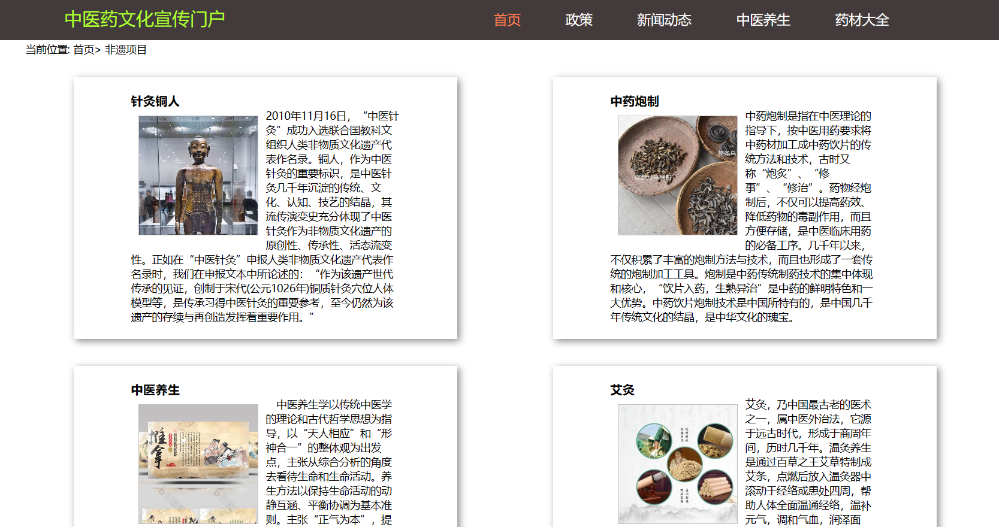 中医药文化宣传门户
首页
政策
新闻动态
中医养生
药材大全
当前位置: 首页> 非遗项目
针灸铜人
2010年11月16日，“中医针
灸”成功入选联合国教科文
组织人类非物质文化遗产代
表作名录。铜人，作为中医
针灸的重要标识，是中医针
灸几千年沉淀的传统、文
化、认知、技艺的结晶，其
流传演变史充分体现了中医
针灸作为非物质文化遗产的
原创性、传承性、活态流变
性。正如在“中医针灸”申报人类非物质文化遗产代表作
名录时，我们在申报文本中所论述的：“作为该遗产世代
传承的见证，创制于宋代(公元1026年)铜质针灸穴位人体
模型等，是传承习得中医针灸的重要参考，至今仍然为该
遗产的存续与再创造发挥着重要作用。”
中药炮制
中药炮制是指在中医理论的
指导下，按中医用药要求将
中药材加工成中药饮片的传
统方法和技术，古时又
称“炮炙”、“修
事”、“修治”。药物经炮
制后，不仅可以提高药效、
降低药物的毒副作用，而且
方便存储，是中医临床用药
的必备工序。几千年以来，
不仅积累了丰富的炮制方法与技术，而且也形成了一套传
统的炮制加工工具。炮制是中药传统制药技术的集中体现
和核心，“饮片入药，生熟异治”是中药的鲜明特色和一
大优势。中药饮片炮制技术是中国所特有的，是中国几千
年传统文化的结晶，是中华文化的瑰宝。
中医养生
推拿
中医养生学以传统中医学
的理论和古代哲学思想为指
导，以“天人相应”和“形
神合一”的整体观为出发
点，主张从综合分析的角度
去看待生命和生命活动。养
生方法以保持生命活动的动
静互涵、平衡协调为基本准
则。主张“正气为本”，提
艾灸
艾灸，乃中国最古老的医术
之一，属中医外治法，它源
于远古时代，形成于商周年
间，历时几千年。温灸养生
是通过百草之王艾草特制成
艾条，点燃后放入温灸器中
滚动于经络或患处四周，帮
助人体全面温通经络，温补
元气，调和气血，润泽面